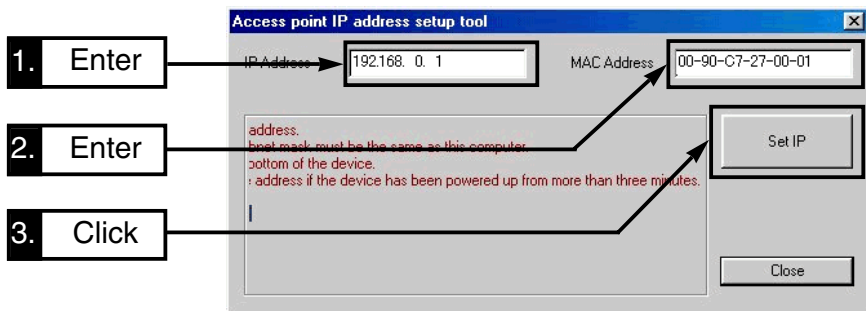 Access point IP address setup tool
1. Enter
IP Address
192.168. 0. 1
MAC Address
00-90-C7-27-00-01
2. Enter
address.
bnet mask must be the same as this computer.
bottom of the device.
address if the device has been powered up from more than three minutes.
Set IP
3. Click
Close